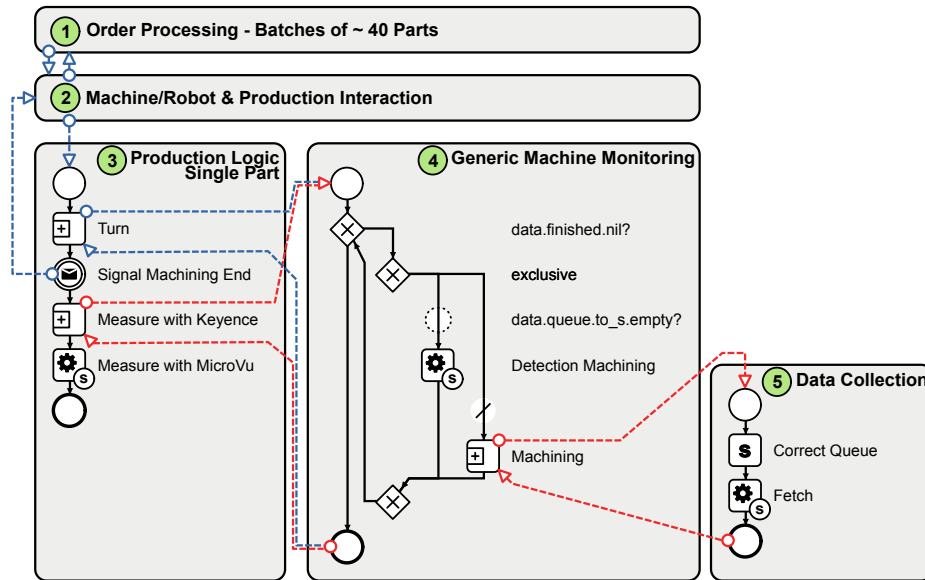 1 Order Processing - Batches of ~ 40 Parts
2 Machine/Robot & Production Interaction
3 Production Logic
Single Part
Turn
Signal Machining End
Measure with Keyence
Measure with MicroVu
S
4 Generic Machine Monitoring
data.finished.nil?
exclusive
data.queue.to_s.empty?
Detection Machining
S
Machining
5 Data Collection
S Correct Queue
Fetch
S